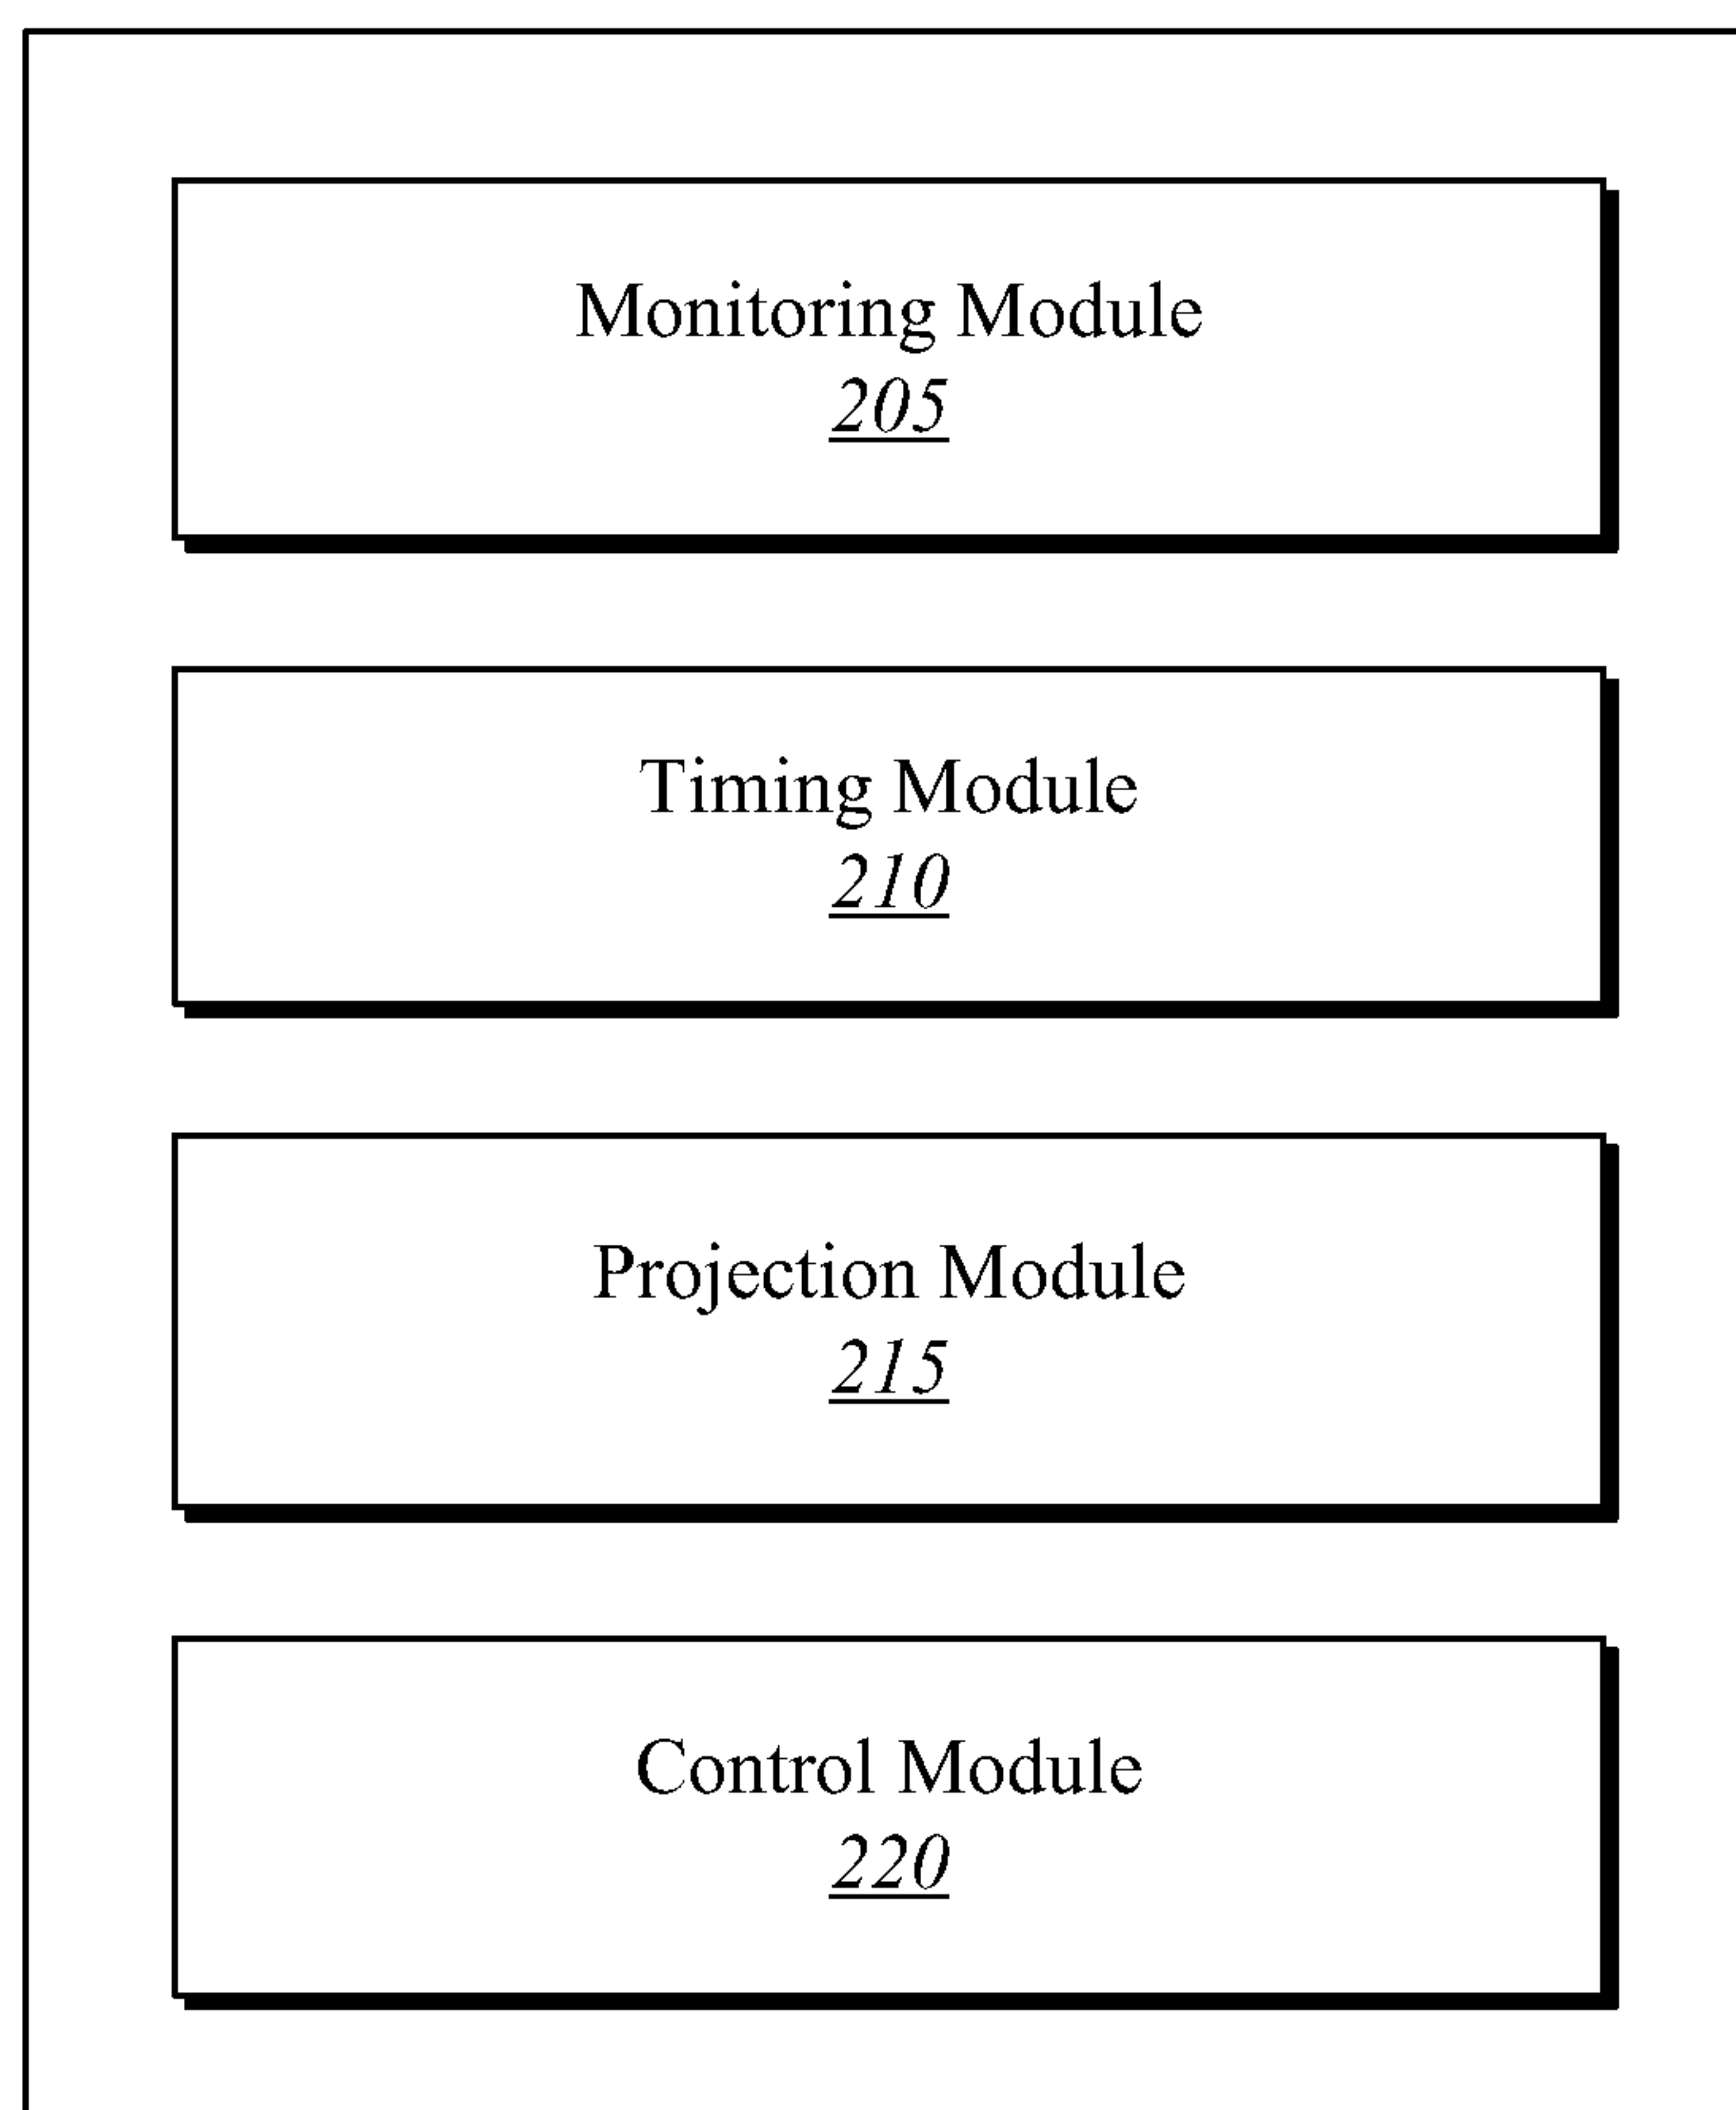 Monitoring Module
205
Timing Module
210
Projection Module
215
Control Module
220